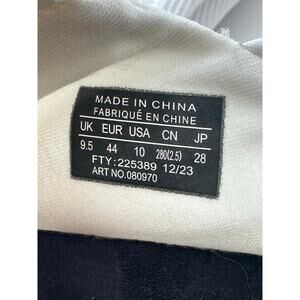 MADE IN CHINA
FABRIQUÉ EN CHINE
UK EUR USA CN JP
9.5 44 10 280(2.5) 28
FTY:225389 12/23
ART NO.080970